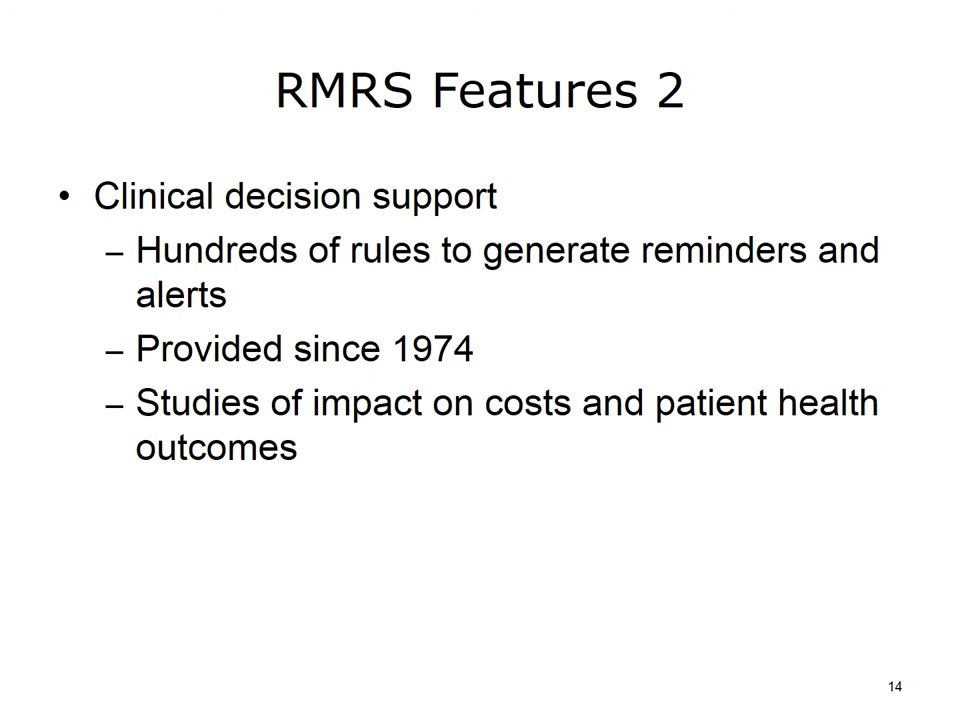 RMRS Features 2
• Clinical decision support
– Hundreds of rules to generate reminders and
alerts
– Provided since 1974
– Studies of impact on costs and patient health
outcomes
14